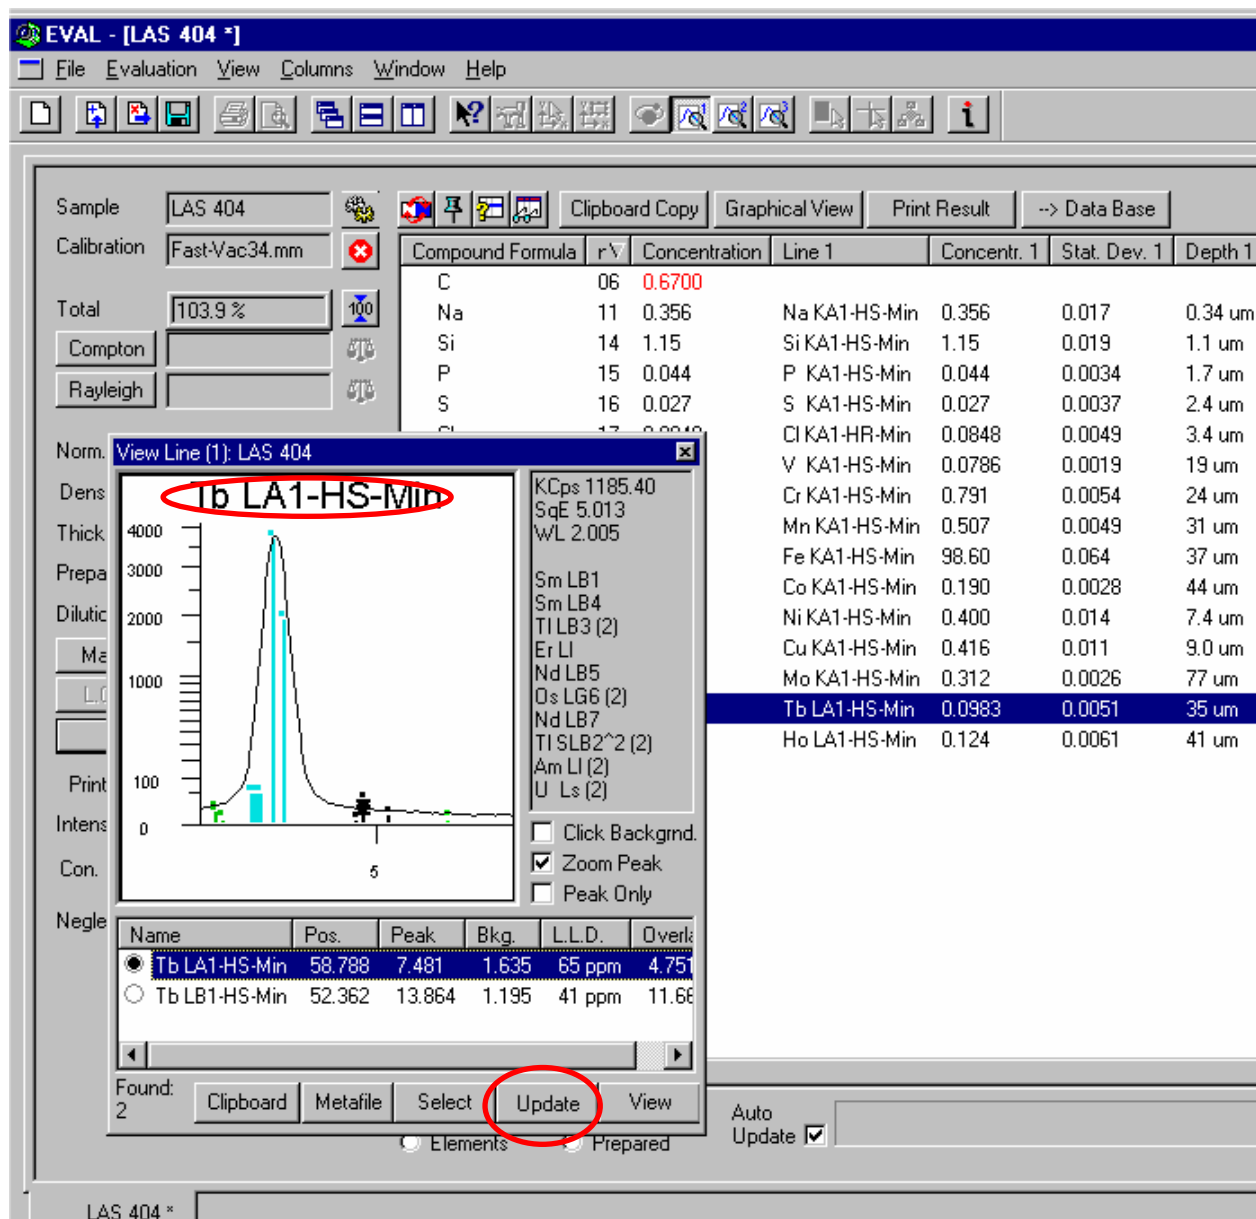 EVAL - [LAS 404 *]
File Evaluation View Columns Window Help
Sample LAS 404
Calibration Fast-Vac34.mm
Total 103.9 %
Compton
Rayleigh
Norm.
Dens
Thick
Prepa
Dilutic
Ma
Print
Intens
Con.
Negle
Clipboard Copy Graphical View Print Result --> Data Base
Compound Formula r Concentration Line 1 Concentr. 1 Stat. Dev. 1 Depth 1
C 06 0.6700
Na 11 0.356 Na KA1-HS-Min 0.356 0.017 0.34 um
Si 14 1.15 Si KA1-HS-Min 1.15 0.019 1.1 um
P 15 0.044 P KA1-HS-Min 0.044 0.0034 1.7 um
S 16 0.027 S KA1-HS-Min 0.027 0.0037 2.4 um
Cl 17 0.0848 Cl KA1-HR-Min 0.0848 0.0049 3.4 um
V KA1-HS-Min 0.0786 0.0019 19 um
Cr KA1-HS-Min 0.791 0.0054 24 um
Mn KA1-HS-Min 0.507 0.0049 31 um
Fe KA1-HS-Min 98.60 0.064 37 um
Co KA1-HS-Min 0.190 0.0028 44 um
Ni KA1-HS-Min 0.400 0.014 7.4 um
Cu KA1-HS-Min 0.416 0.011 9.0 um
Mo KA1-HS-Min 0.312 0.0026 77 um
Tb LA1-HS-Min 0.0983 0.0051 35 um
Ho LA1-HS-Min 0.124 0.0061 41 um
View Line (1): LAS 404
Tb LA1-HS-Min
4000
3000
2000
1000
100
0
5
KCps 1185.40
SqE 5.013
WL 2.005
Sm LB1
Sm LB4
Tl LB3 (2)
Er Ll
Nd LB5
Os LG6 (2)
Nd LB7
Tl SLB2^2 (2)
Am Ll (2)
U Ls (2)
Click Backgrnd.
Zoom Peak
Peak Only
Name Pos. Peak Bkg. L.L.D. Overla
Tb LA1-HS-Min 58.788 7.481 1.635 65 ppm 4.751
Tb LB1-HS-Min 52.362 13.864 1.195 41 ppm 11.66
Found:
2
Clipboard Metafile Select Update View
Elements Prepared
Auto
Update
LAS 404 *